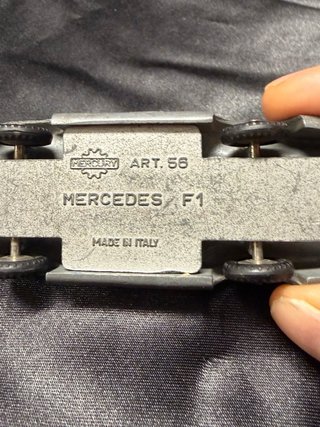 MERCURY ART. 56
MERCEDES F1
MADE IN ITALY